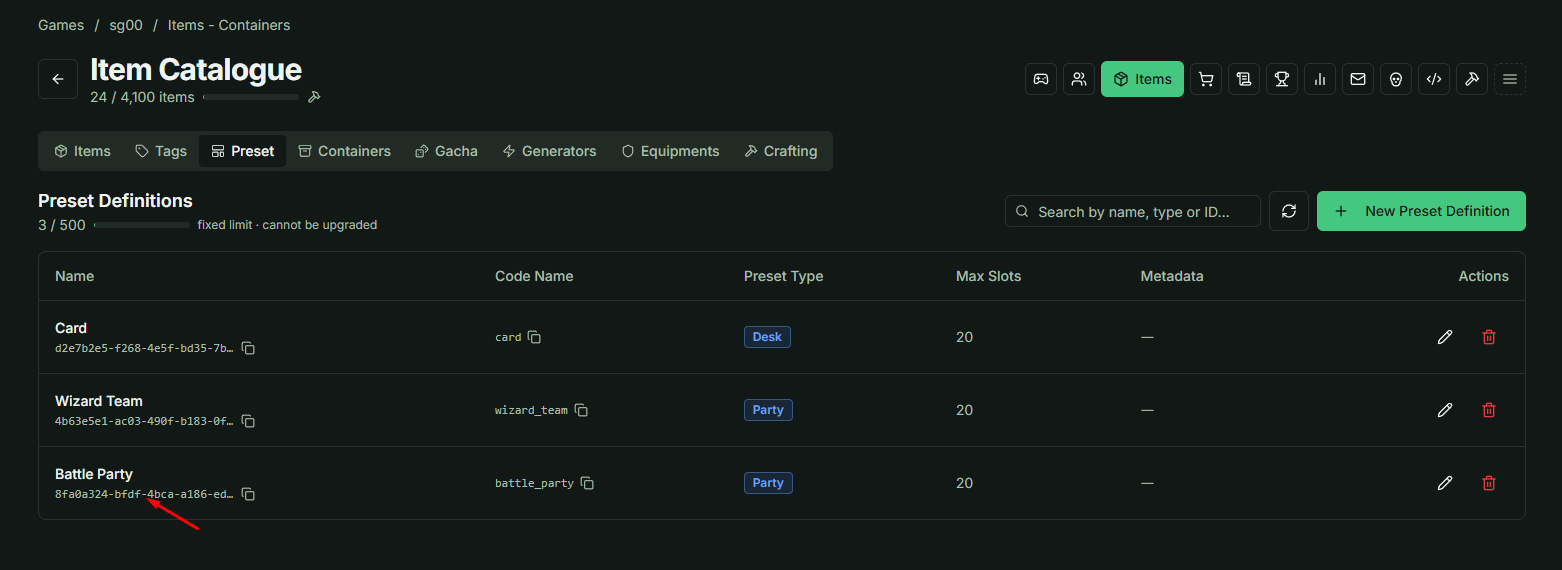 Games / sg00 / Items - Containers
Item Catalogue
24 / 4,100 items
Items
Items Tags Preset Containers Gacha Generators Equipments Crafting
Preset Definitions
3 / 500 fixed limit · cannot be upgraded
Search by name, type or ID...
New Preset Definition
Name Code Name Preset Type Max Slots Metadata Actions
Card
d2e7b2e5-f268-4e5f-bd35-7b…
card Desk 20 —
Wizard Team
4b63e5e1-ac03-490f-b183-0f…
wizard_team Party 20 —
Battle Party
8fa0a324-bfdf-4bca-a186-ed…
battle_party Party 20 —